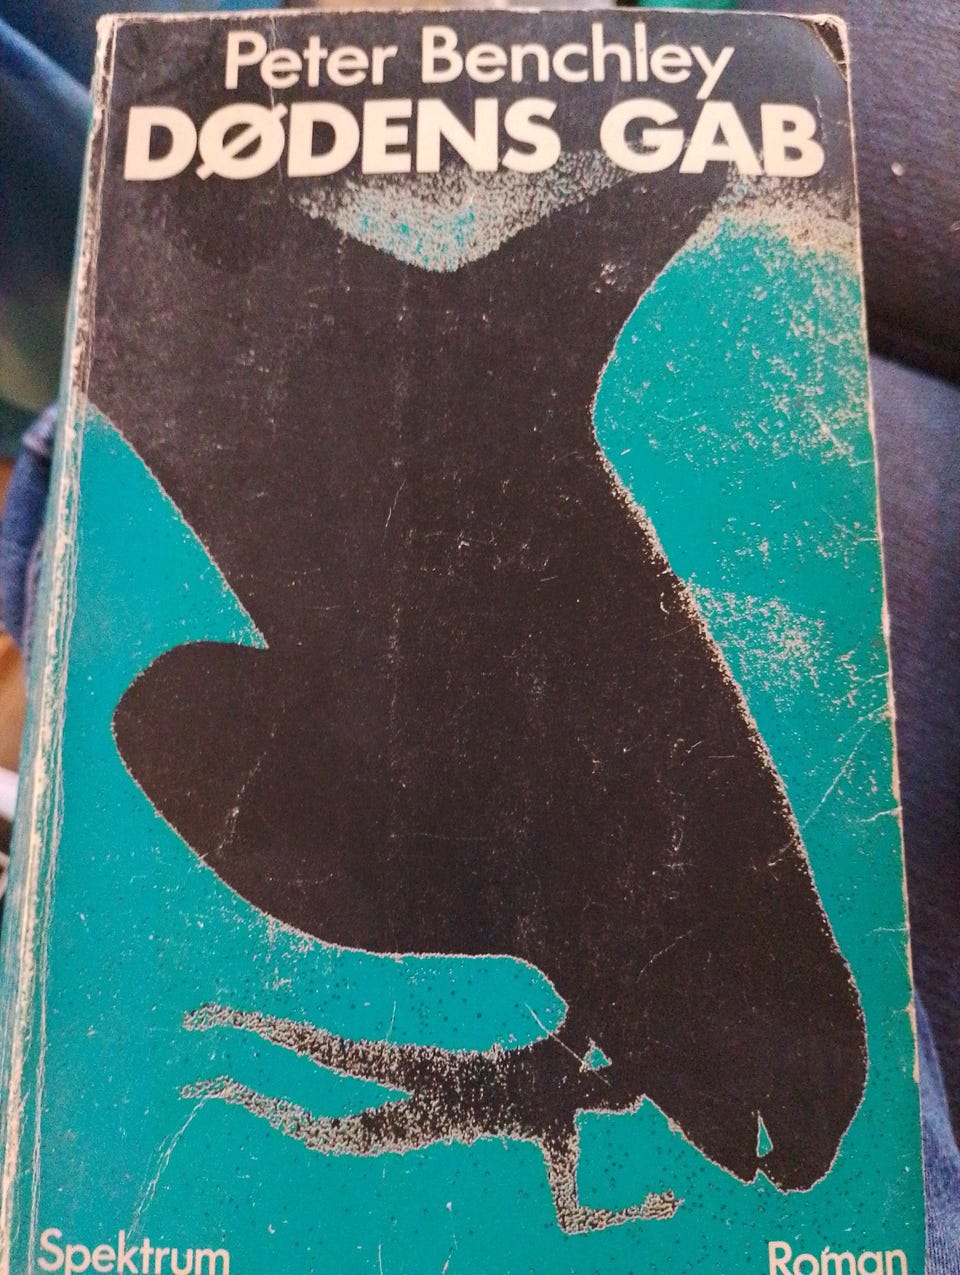 Peter Benchley
DØDENS GAB
Spektrum
Roman